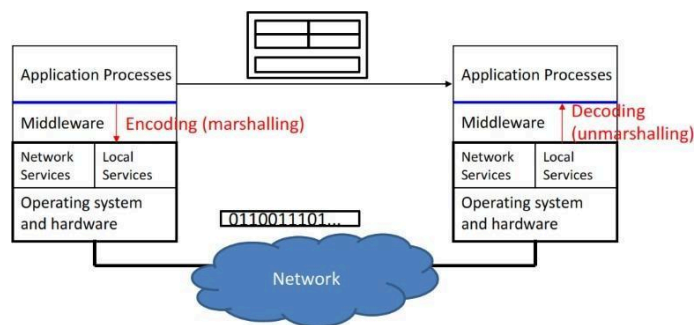 Application Processes
Middleware
Encoding (marshalling)
Network
Services
Local
Services
Operating system
and hardware
0110011101...
Network
Application Processes
Middleware
Decoding
(unmarshalling)
Network
Services
Local
Services
Operating system
and hardware